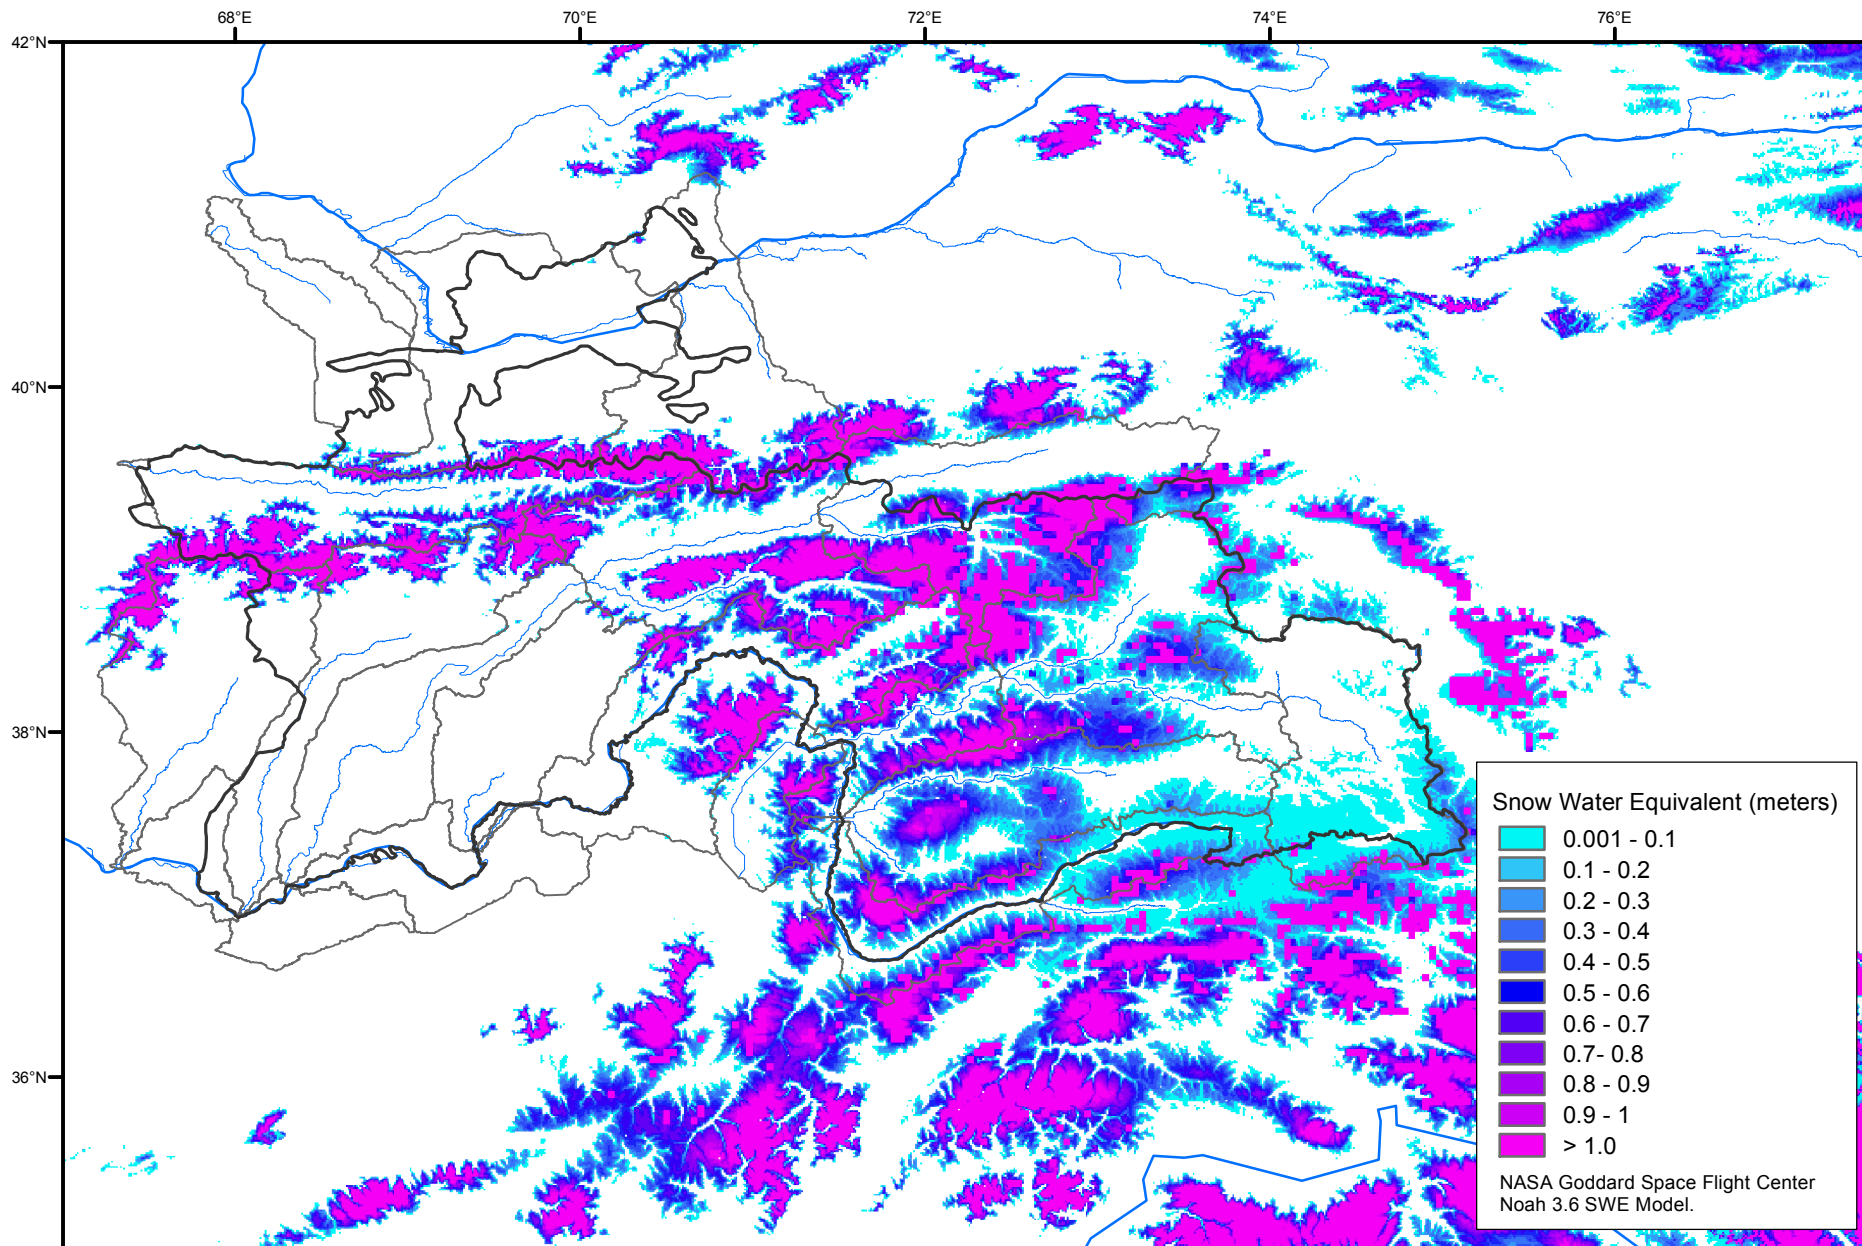 68°E 70°E 72°E 74°E 76°E
42°N
40°N
38°N
36°N
Snow Water Equivalent (meters)
0.001 - 0.1
0.1 - 0.2
0.2 - 0.3
0.3 - 0.4
0.4 - 0.5
0.5 - 0.6
0.6 - 0.7
0.7- 0.8
0.8 - 0.9
0.9 - 1
> 1.0
NASA Goddard Space Flight Center
Noah 3.6 SWE Model.